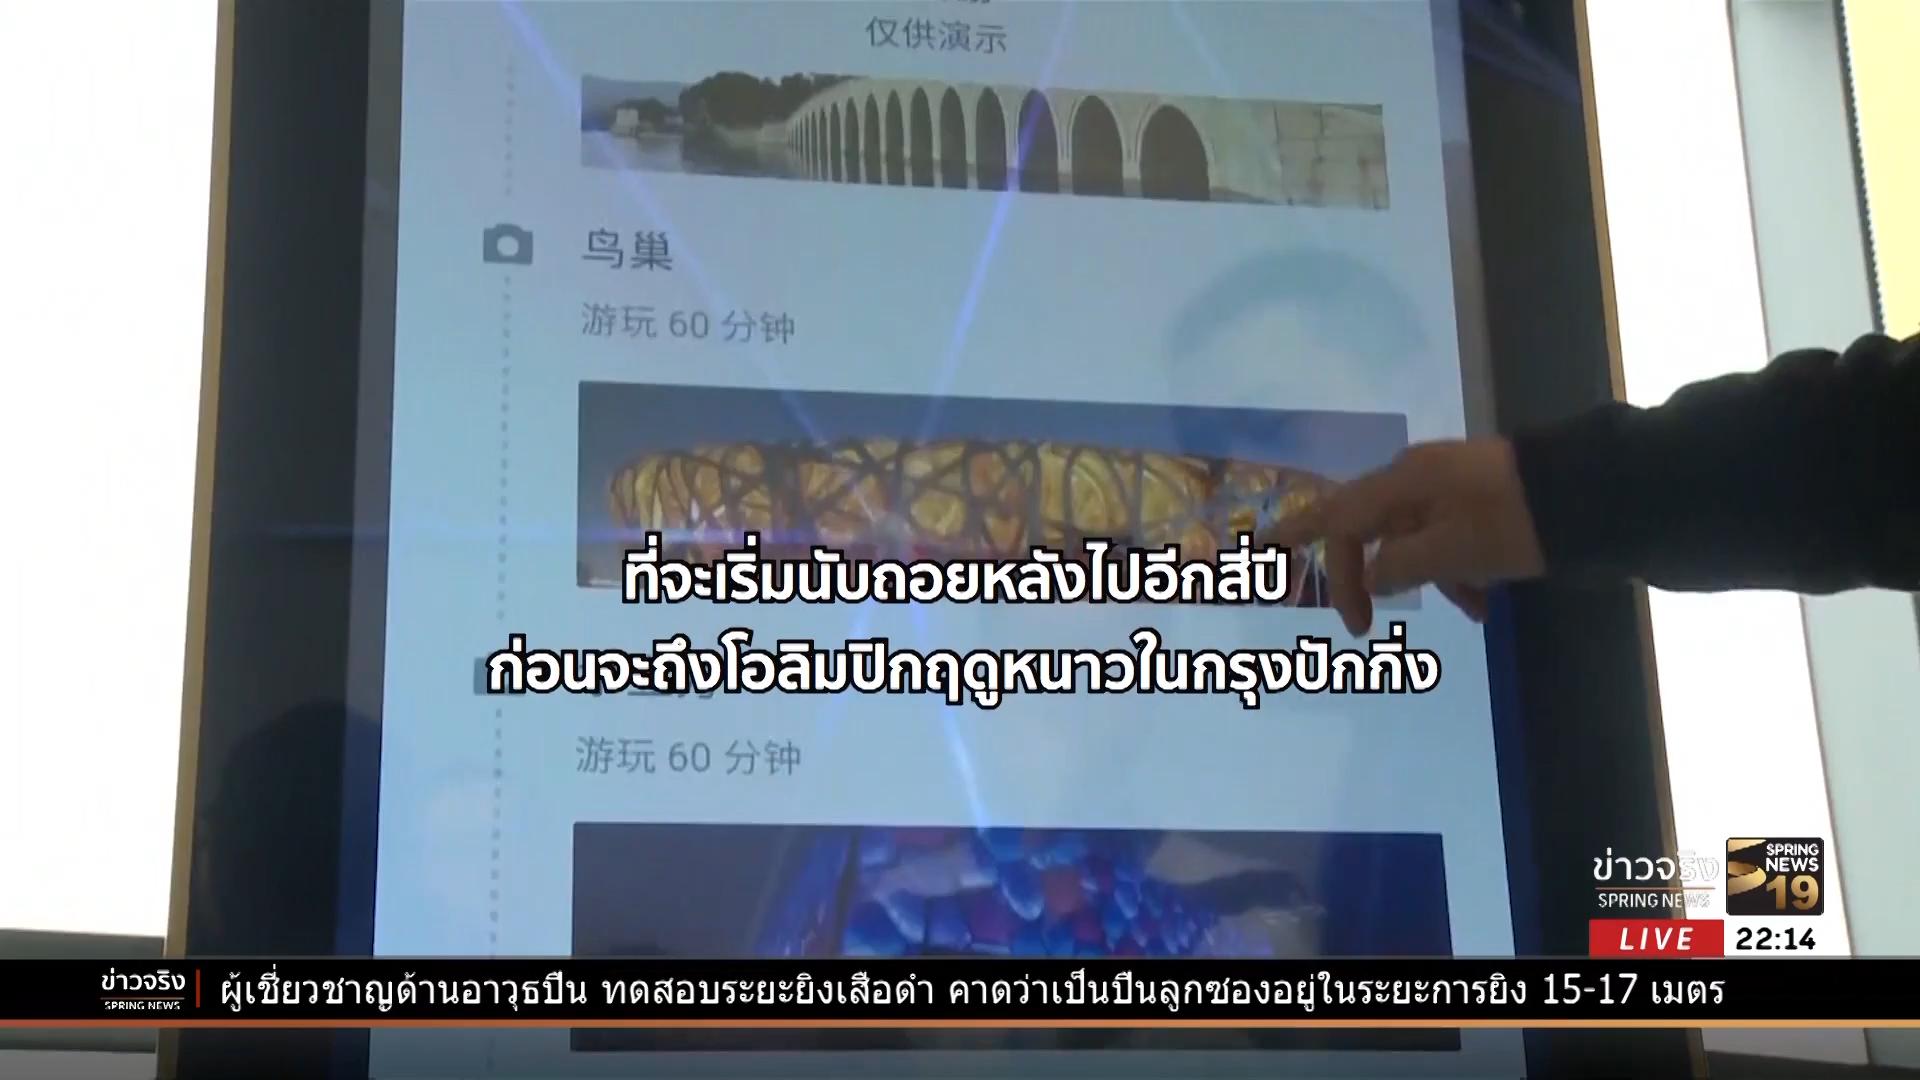 仅供演示
鸟巢
游玩 60 分钟
ที่จะเริ่มนับถอยหลังไปอีกสี่ปี
ก่อนจะถึงโอลิมปิกฤดูหนาวในกรุงปักกิ่ง
游玩 60 分钟
ข่าวจริง
SPRING NEWS
SPRING
NEWS
19
LIVE 22:14
ข่าวจริง
SPRING NEWS
ผู้เชี่ยวชาญด้านอาวุธปืน ทดสอบระยะยิงเสือดำ คาดว่าเป็นปืนลูกซองอยู่ในระยะการยิง 15-17 เมตร